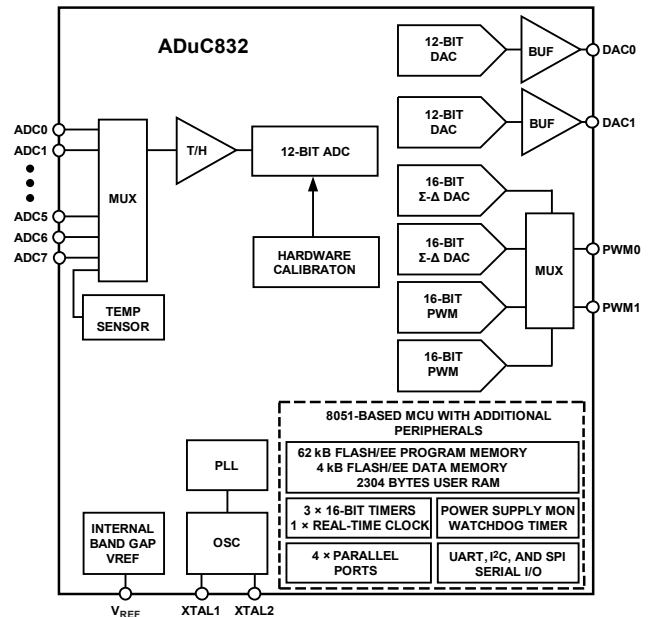 ADuC832
ADC0
ADC1
ADC5
ADC6
ADC7
MUX
TEMP
SENSOR
T/H
12-BIT ADC
HARDWARE
CALIBRATON
12-BIT
DAC
BUF
DAC0
12-BIT
DAC
BUF
DAC1
16-BIT
Σ-Δ DAC
16-BIT
Σ-Δ DAC
16-BIT
PWM
16-BIT
PWM
MUX
PWM0
PWM1
8051-BASED MCU WITH ADDITIONAL
PERIPHERALS
62 kB FLASH/EE PROGRAM MEMORY
4 kB FLASH/EE DATA MEMORY
2304 BYTES USER RAM
3 × 16-BIT TIMERS
1 × REAL-TIME CLOCK
POWER SUPPLY MON
WATCHDOG TIMER
4 × PARALLEL
PORTS
UART, I²C, AND SPI
SERIAL I/O
PLL
OSC
INTERNAL
BAND GAP
VREF
VREF
XTAL1
XTAL2